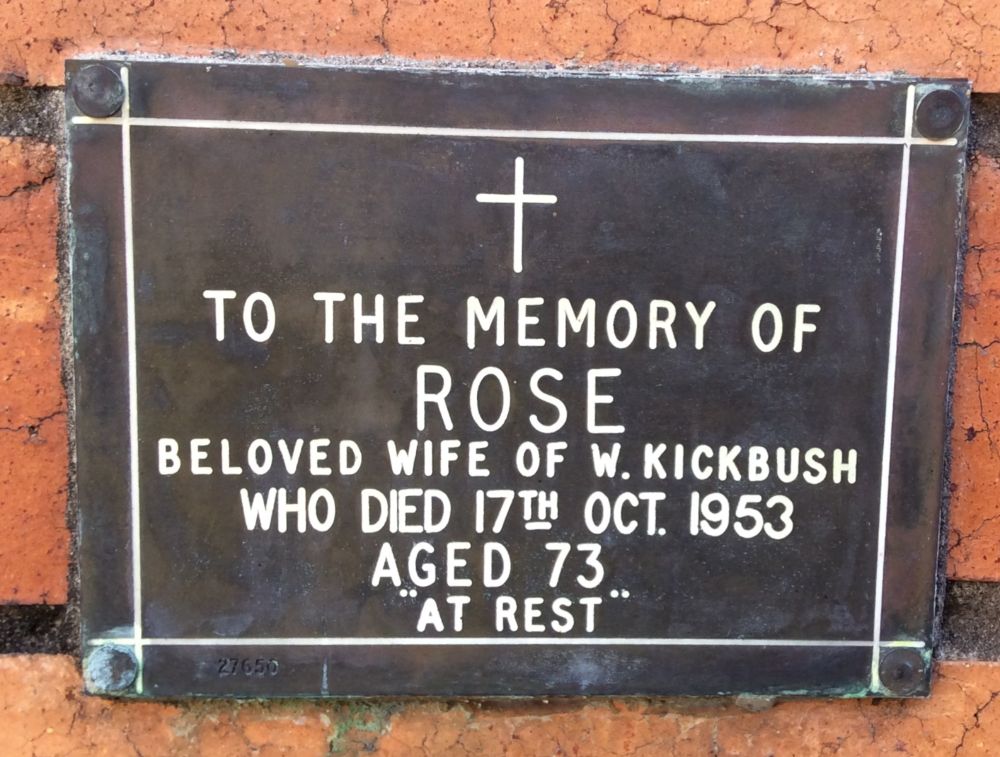 TO THE MEMORY OF
ROSE
BELOVED WIFE OF W. KICKBUSH
WHO DIED 17TH OCT. 1953
AGED 73
"AT REST"
27650